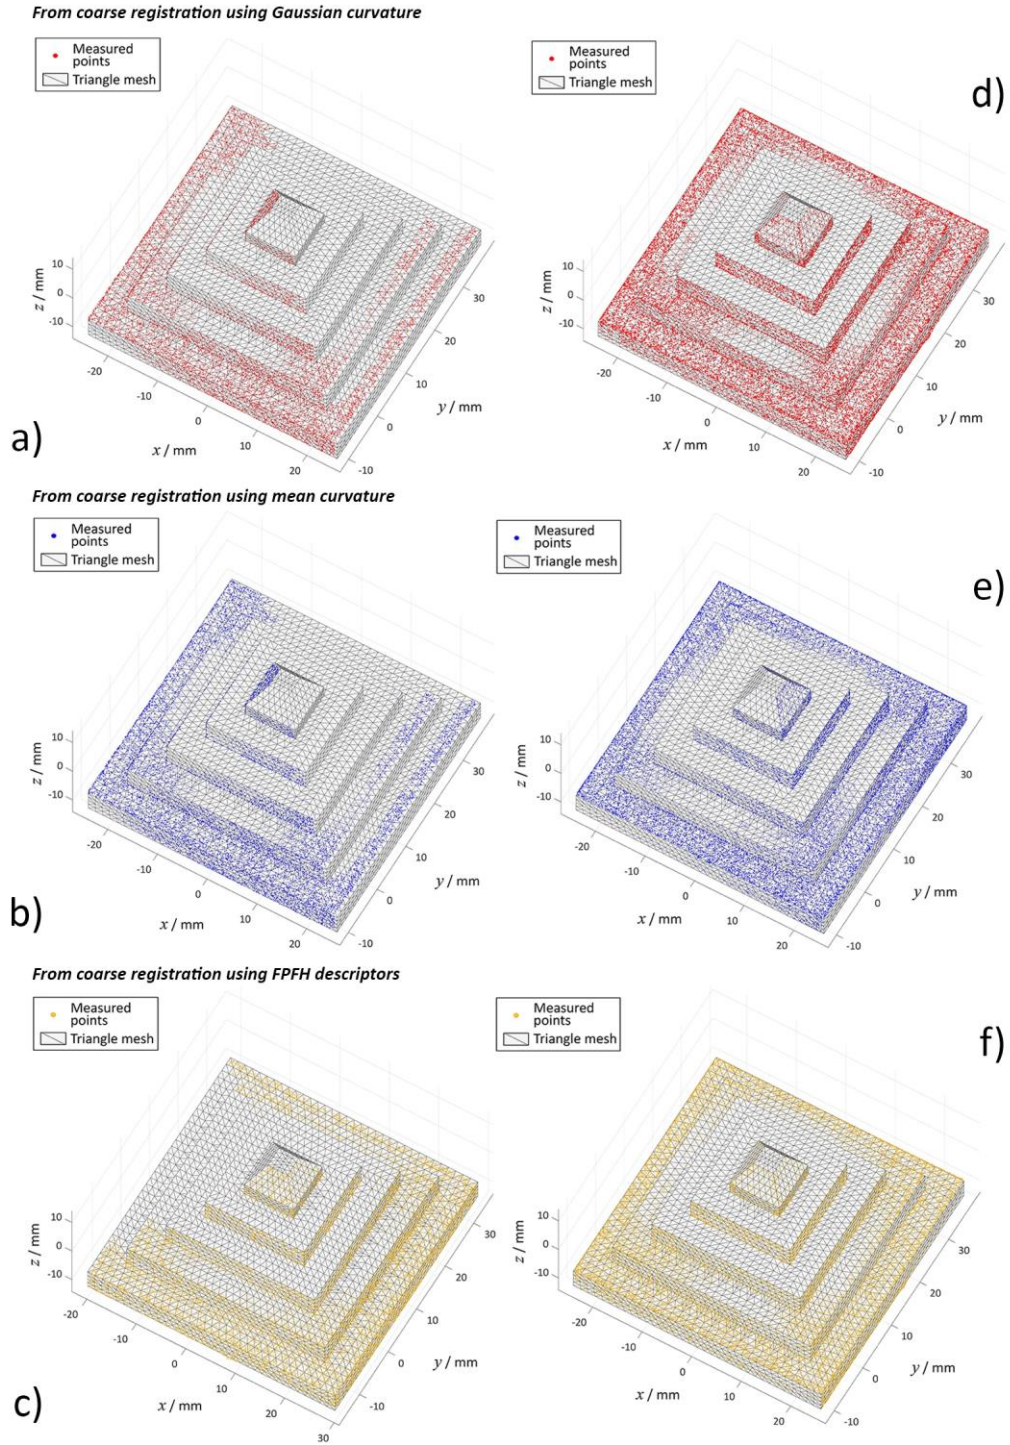 From coarse registration using Gaussian curvature
Measured
points
Triangle mesh
Measured
points
Triangle mesh
d)
10
0
-10
z / mm
-20
-10
0
10
20
x / mm
-10
0
10
20
30
y / mm
a)
10
0
-10
z / mm
-20
-10
0
10
20
x / mm
-10
0
10
20
30
y / mm
From coarse registration using mean curvature
Measured
points
Triangle mesh
Measured
points
Triangle mesh
e)
10
0
-10
z / mm
-20
-10
0
10
20
x / mm
-10
0
10
20
30
y / mm
b)
10
0
-10
z / mm
-20
-10
0
10
20
x / mm
-10
0
10
20
30
y / mm
From coarse registration using FPFH descriptors
Measured
points
Triangle mesh
Measured
points
Triangle mesh
f)
10
0
-10
z / mm
-20
-10
0
10
20
30
x / mm
-10
0
10
20
30
y / mm
c)
10
0
-10
z / mm
-20
-10
0
10
20
x / mm
-10
0
10
20
30
y / mm